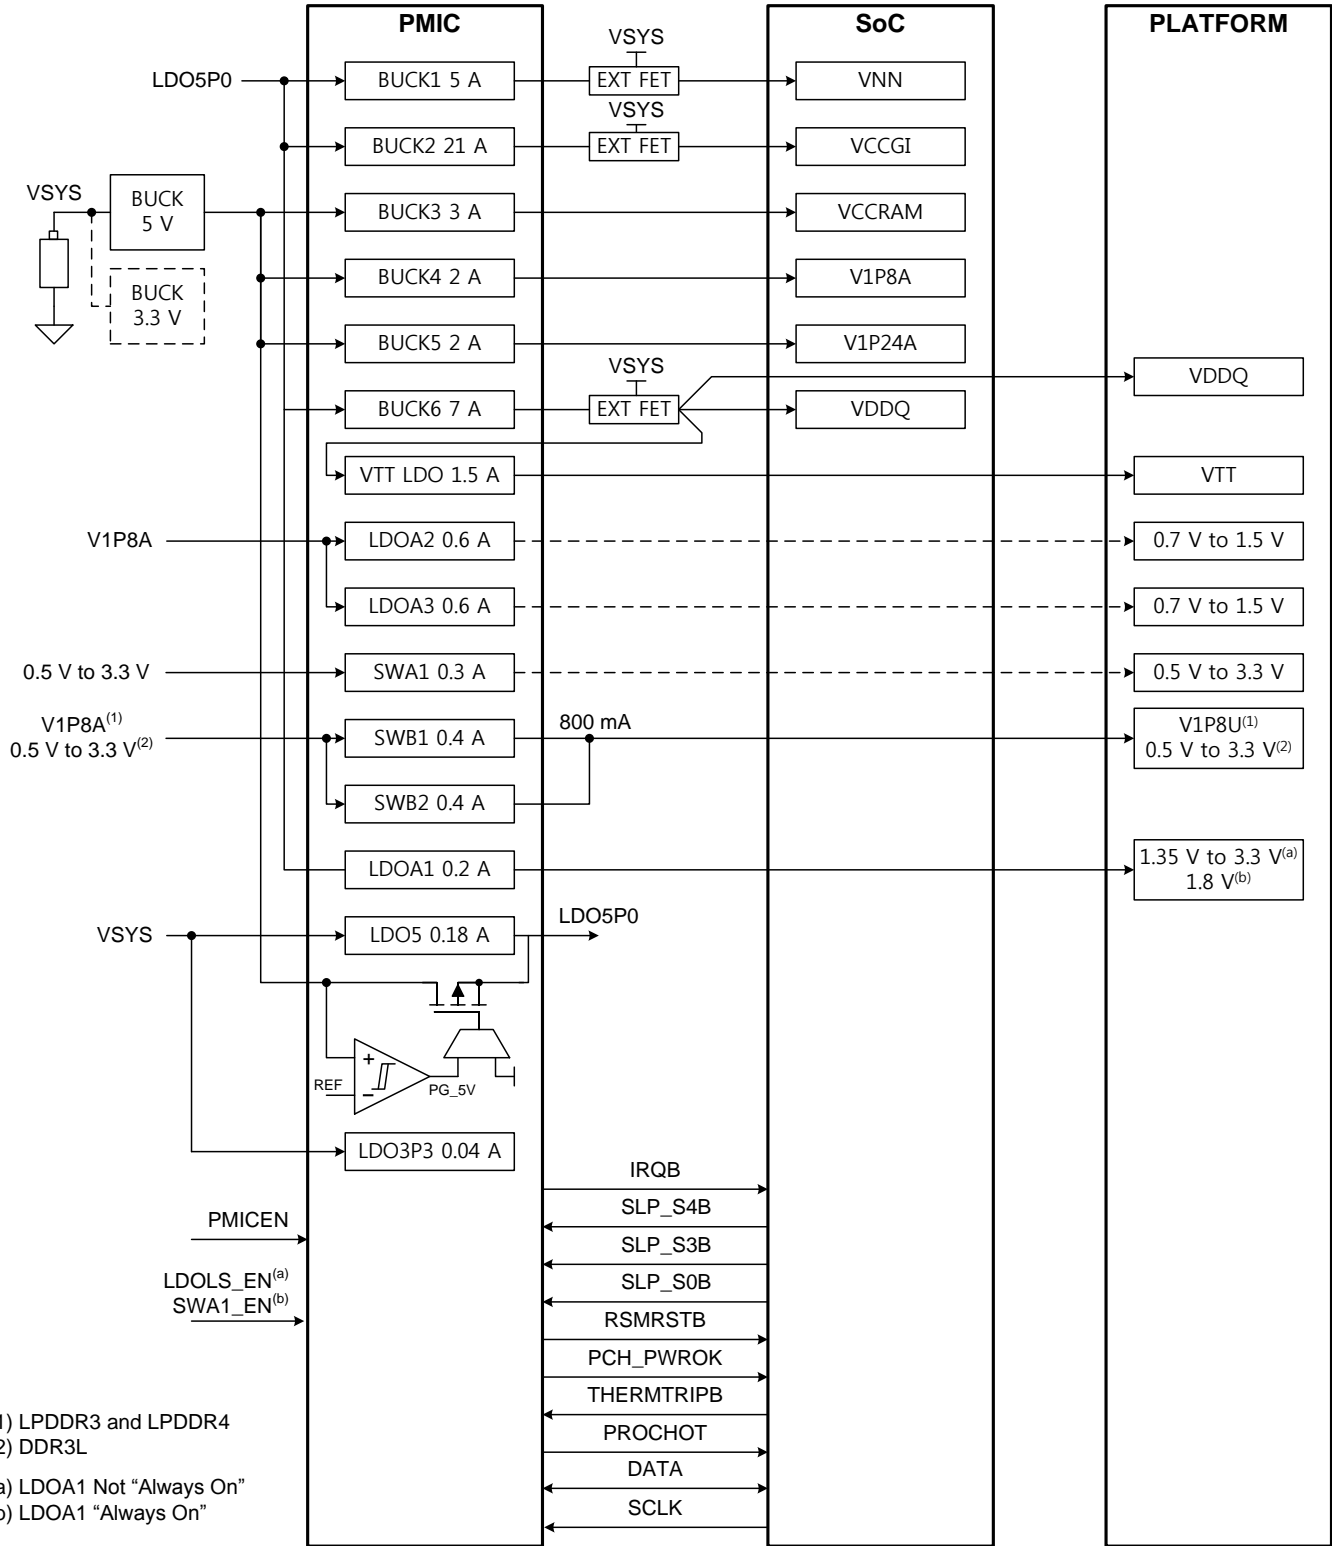 PMIC
SoC
PLATFORM
LDO5P0
BUCK1 5 A
VSYS
EXT FET
VNN
BUCK2 21 A
VSYS
EXT FET
VCCGI
VSYS
BUCK
5 V
BUCK3 3 A
VCCRAM
BUCK
3.3 V
BUCK4 2 A
V1P8A
BUCK5 2 A
V1P24A
BUCK6 7 A
VSYS
EXT FET
VDDQ
VDDQ
VTT LDO 1.5 A
VTT
V1P8A
LDOA2 0.6 A
0.7 V to 1.5 V
LDOA3 0.6 A
0.7 V to 1.5 V
0.5 V to 3.3 V
SWA1 0.3 A
0.5 V to 3.3 V
V1P8A(1)
0.5 V to 3.3 V(2)
SWB1 0.4 A
800 mA
V1P8U(1)
0.5 V to 3.3 V(2)
SWB2 0.4 A
LDOA1 0.2 A
1.35 V to 3.3 V(a)
1.8 V(b)
VSYS
LDO5 0.18 A
LDO5P0
+
REF
−
PG_5V
LDO3P3 0.04 A
IRQB
SLP_S4B
PMICEN
SLP_S3B
LDOLS_EN(a)
SWA1_EN(b)
SLP_S0B
RSMRSTB
PCH_PWROK
THERMTRIPB
PROCHOT
DATA
SCLK
1) LPDDR3 and LPDDR4
2) DDR3L
a) LDOA1 Not “Always On”
b) LDOA1 “Always On”